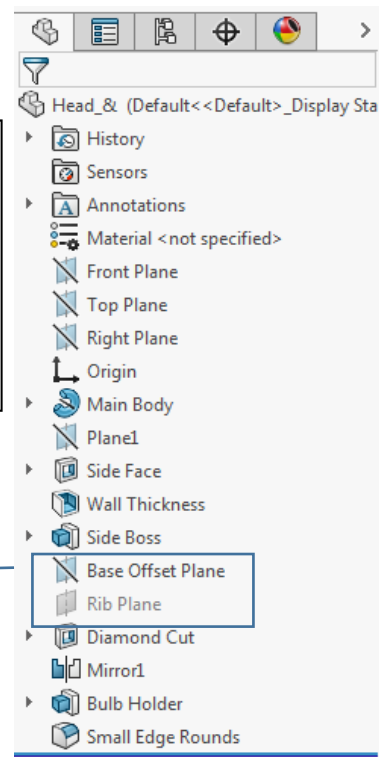 Head_& (Default<<Default>_Display Sta
History
Sensors
A Annotations
Material <not specified>
Front Plane
Top Plane
Right Plane
Origin
Main Body
Plane1
Side Face
Wall Thickness
Side Boss
Base Offset Plane
Rib Plane
Diamond Cut
Mirror1
Bulb Holder
Small Edge Rounds